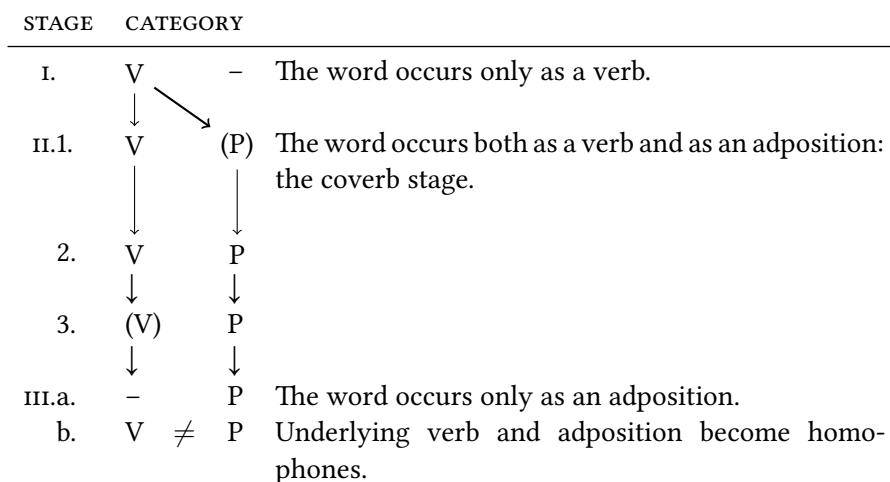 STAGE CATEGORY
I. V – The word occurs only as a verb.
II.1. V (P) The word occurs both as a verb and as an adposition:
the coverb stage.
2. V P
3. (V) P
III.a. – P The word occurs only as an adposition.
b. V ≠ P Underlying verb and adposition become homo-
phones.